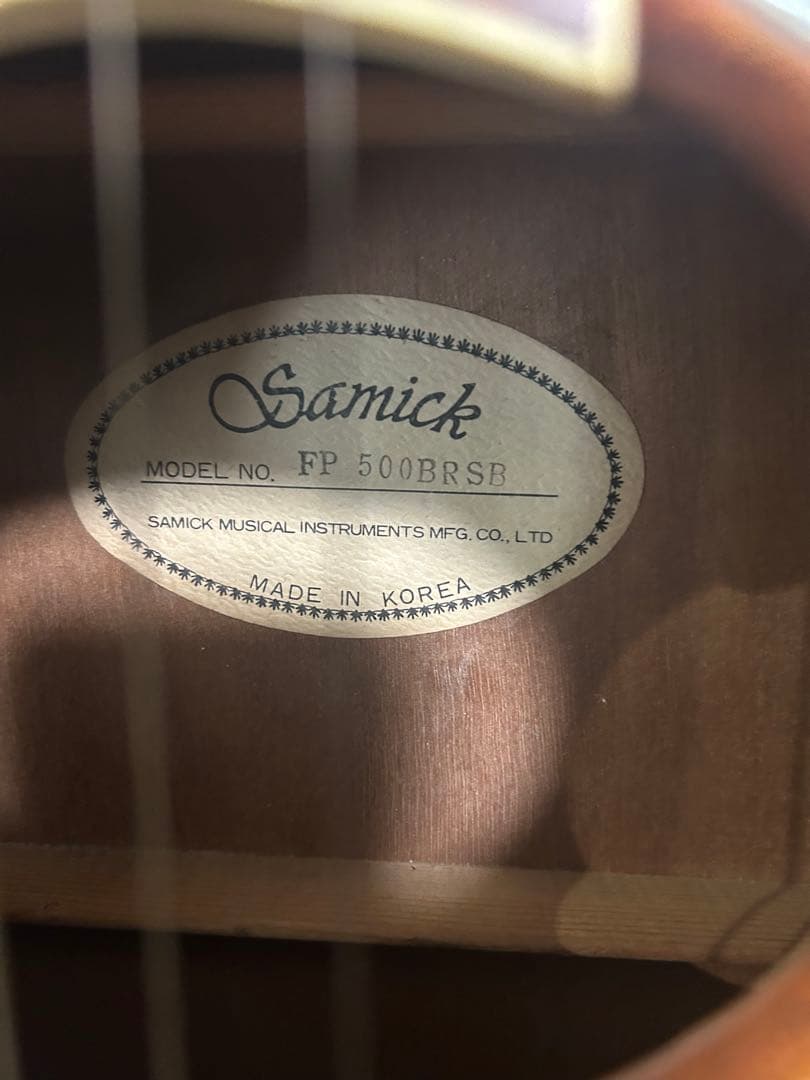 Samick
MODEL NO. FP 500BRSB
SAMICK MUSICAL INSTRUMENTS MFG. CO., LTD
MADE IN KOREA